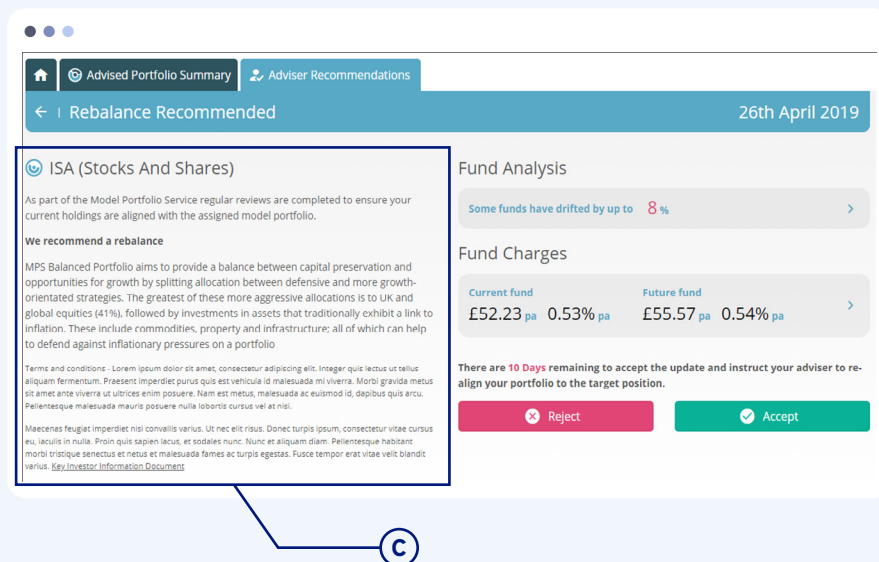 Advised Portfolio Summary
Adviser Recommendations
Rebalance Recommended
26th April 2019
ISA (Stocks And Shares)
As part of the Model Portfolio Service regular reviews are completed to ensure your
current holdings are aligned with the assigned model portfolio.
We recommend a rebalance
MPS Balanced Portfolio aims to provide a balance between capital preservation and
opportunities for growth by splitting allocation between defensive and more growth-
orientated strategies. The greatest of these more aggressive allocations is to UK and
global equities (41%), followed by investments in assets that traditionally exhibit a link to
inflation. These include commodities, property and infrastructure; all of which can help
to defend against inflationary pressures on a portfolio
Terms and conditions - Lorem ipsum dolor sit amet, consectetur adipiscing elit. Integer quis lectus ut tellus
aliquam fermentum. Praesent imperdiet purus quis est vehicula id malesuada mi viverra. Morbi gravida metus
sit amet ante viverra ut ultrices enim posuere. Nam est metus, malesuada ac euismod id, dapibus quis arcu.
Pellentesque malesuada mauris posuere nulla lobortis cursus vel at nisi.
Maecenas feugiat imperdiet nisi convallis varius. Ut nec elit risus. Donec turpis ipsum, consectetur vitae cursus
eu, iaculis in nulla. Proin quis sapien lacus, et sodales nunc. Nunc et aliquam diam. Pellentesque habitant
morbi tristique senectus et netus et malesuada fames ac turpis egestas. Fusce tempor erat vitae velit blandit
varius. Key Investor Information Document
Fund Analysis
Some funds have drifted by up to 8 %
Fund Charges
Current fund
£52.23 pa 0.53% pa
Future fund
£55.57 pa 0.54% pa
There are 10 Days remaining to accept the update and instruct your adviser to re-
align your portfolio to the target position.
Reject
Accept
C